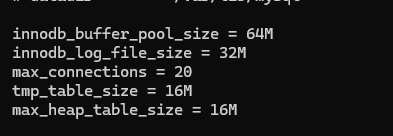 innodb_buffer_pool_size = 64M
innodb_log_file_size = 32M
max_connections = 20
tmp_table_size = 16M
max_heap_table_size = 16M